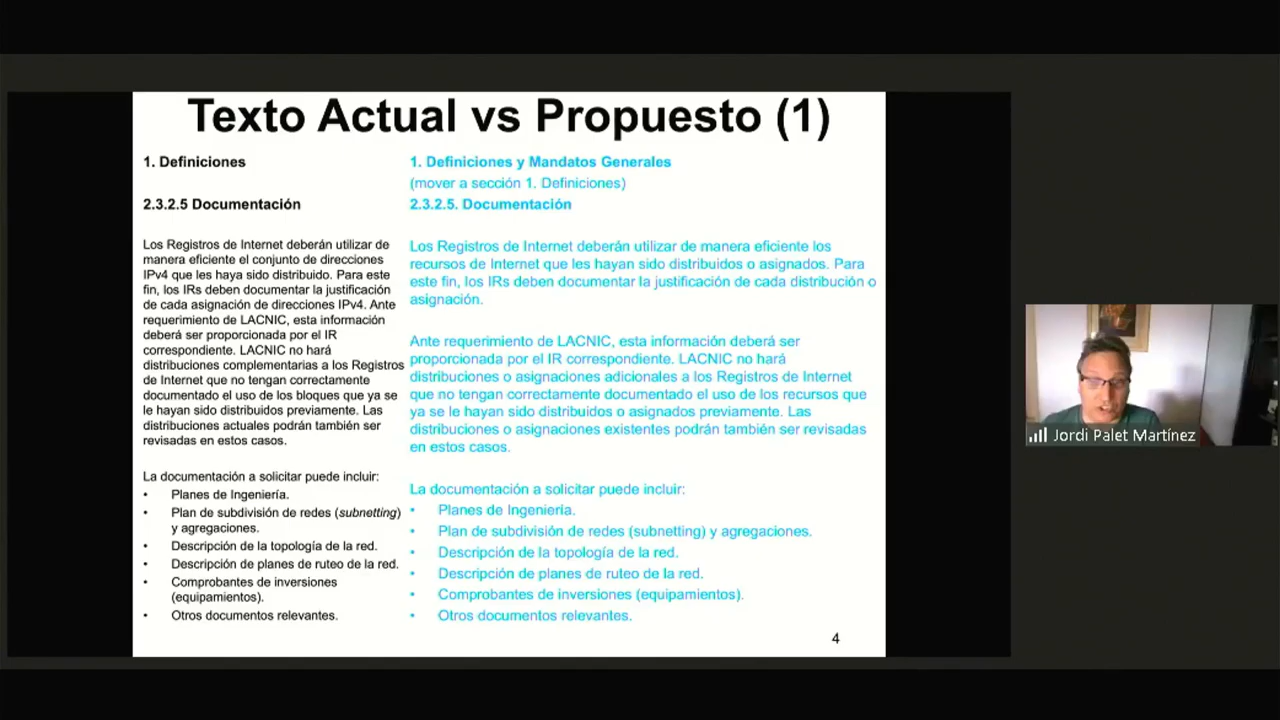 Texto Actual vs Propuesto (1)
1. Definiciones
2.3.2.5 Documentación
Los Registros de Internet deberán utilizar de
manera eficiente el conjunto de direcciones
IPv4 que les haya sido distribuido. Para este
fin, los IRs deben documentar la justificación
de cada asignación de direcciones IPv4. Ante
requerimiento de LACNIC, esta información
deberá ser proporcionada por el IR
correspondiente. LACNIC no hará
distribuciones complementarias a los Registros
de Internet que no tengan correctamente
documentado el uso de los bloques que ya se
le hayan sido distribuidos previamente. Las
distribuciones actuales podrán también ser
revisadas en estos casos.
La documentación a solicitar puede incluir:
• Planes de Ingeniería.
• Plan de subdivisión de redes (subnetting)
y agregaciones.
• Descripción de la topología de la red.
• Descripción de planes de ruteo de la red.
• Comprobantes de inversiones
(equipamientos).
• Otros documentos relevantes.
1. Definiciones y Mandatos Generales
(mover a sección 1. Definiciones)
2.3.2.5. Documentación
Los Registros de Internet deberán utilizar de manera eficiente los
recursos de Internet que les hayan sido distribuidos o asignados. Para
este fin, los IRs deben documentar la justificación de cada distribución o
asignación.
Ante requerimiento de LACNIC, esta información deberá ser
proporcionada por el IR correspondiente. LACNIC no hará
distribuciones o asignaciones adicionales a los Registros de Internet
que no tengan correctamente documentado el uso de los recursos que
ya se le hayan sido distribuidos o asignados previamente. Las
distribuciones o asignaciones existentes podrán también ser revisadas
en estos casos.
La documentación a solicitar puede incluir:
• Planes de Ingeniería.
• Plan de subdivisión de redes (subnetting) y agregaciones.
• Descripción de la topología de la red.
• Descripción de planes de ruteo de la red.
• Comprobantes de inversiones (equipamientos).
• Otros documentos relevantes.
4
Jordi Palet Martínez